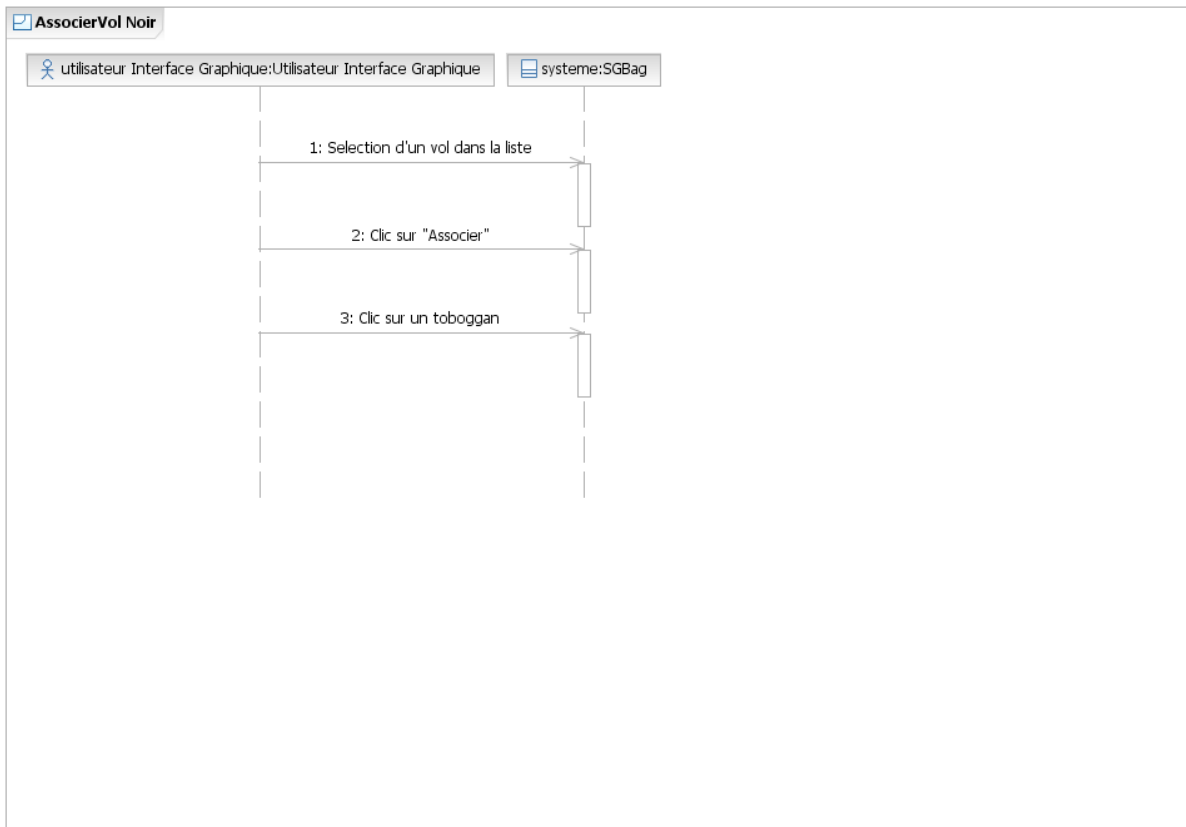 AssocierVol Noir
utilisateur Interface Graphique:Utilisateur Interface Graphique
systeme:SGBag
1: Selection d'un vol dans la liste
2: Clic sur "Associer"
3: Clic sur un toboggan